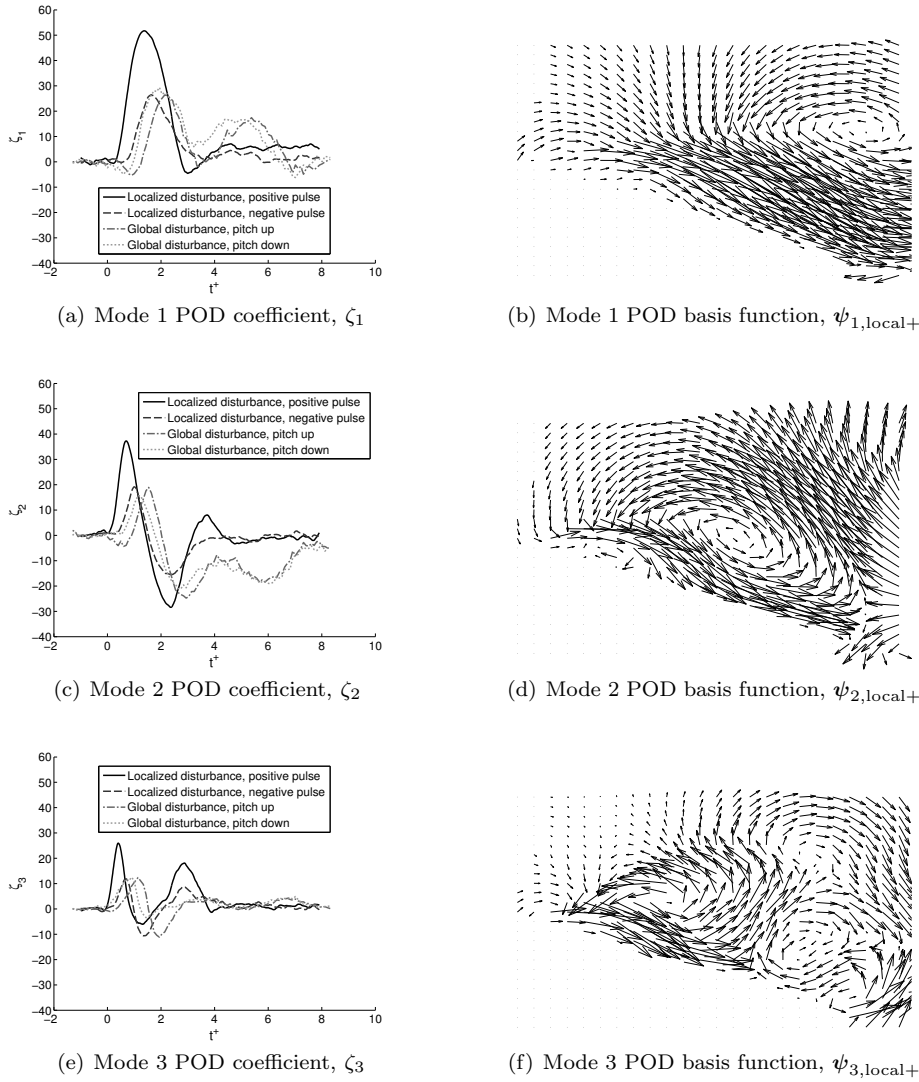 60
50
40
30
20
10
0
−10
−20
−30
−40
ζ1
Localized disturbance, positive pulse
Localized disturbance, negative pulse
Global disturbance, pitch up
Global disturbance, pitch down
−2 0 2 4 6 8 10
t+
(a) Mode 1 POD coefficient, ζ1
(b) Mode 1 POD basis function, ψ1,local+
60
50
40
30
20
10
0
−10
−20
−30
−40
ζ2
Localized disturbance, positive pulse
Localized disturbance, negative pulse
Global disturbance, pitch up
Global disturbance, pitch down
−2 0 2 4 6 8 10
t+
(c) Mode 2 POD coefficient, ζ2
(d) Mode 2 POD basis function, ψ2,local+
60
50
40
30
20
10
0
−10
−20
−30
−40
ζ3
Localized disturbance, positive pulse
Localized disturbance, negative pulse
Global disturbance, pitch up
Global disturbance, pitch down
−2 0 2 4 6 8 10
t+
(e) Mode 3 POD coefficient, ζ3
(f) Mode 3 POD basis function, ψ3,local+